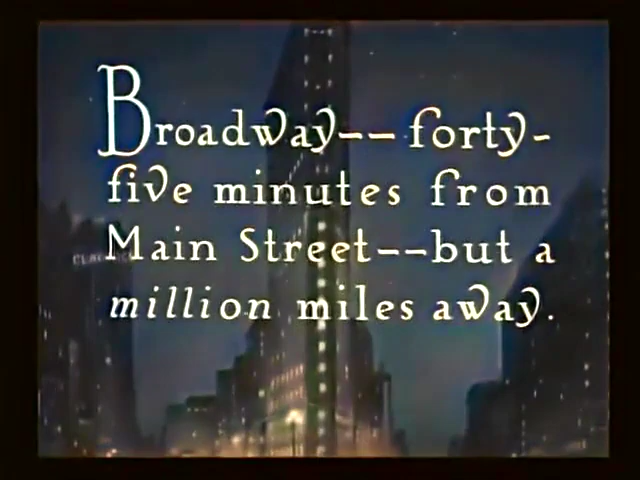 Broadway--forty-
five minutes from
Main Street--but a
million miles away.